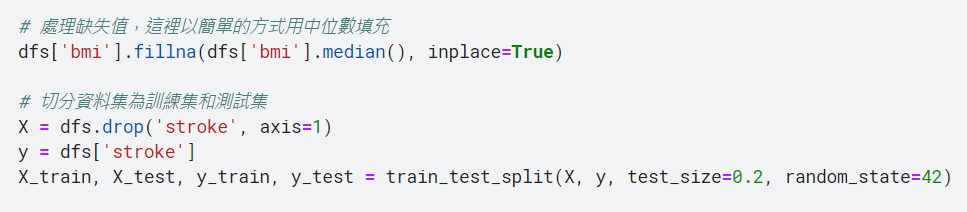 # 處理缺失值，這裡以簡單的方式用中位數填充
dfs['bmi'].fillna(dfs['bmi'].median(), inplace=True)
# 切分資料集為訓練集和測試集
X = dfs.drop('stroke', axis=1)
y = dfs['stroke']
X_train, X_test, y_train, y_test = train_test_split(X, y, test_size=0.2, random_state=42)